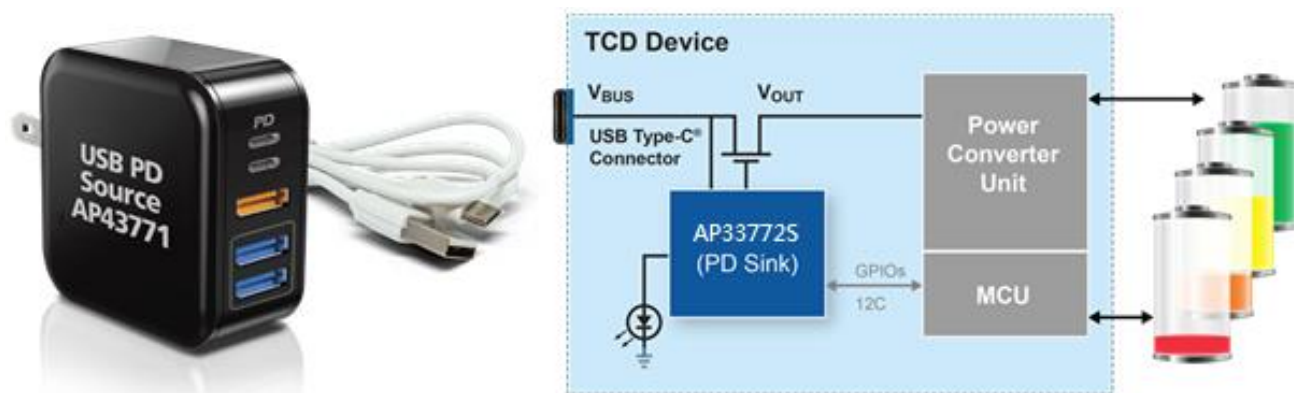 PD
USB PD
Source
AP43771
TCD Device
VBUS
VOUT
USB Type-C®
Connector
AP33772S
(PD Sink)
GPIOs
12C
Power
Converter
Unit
MCU